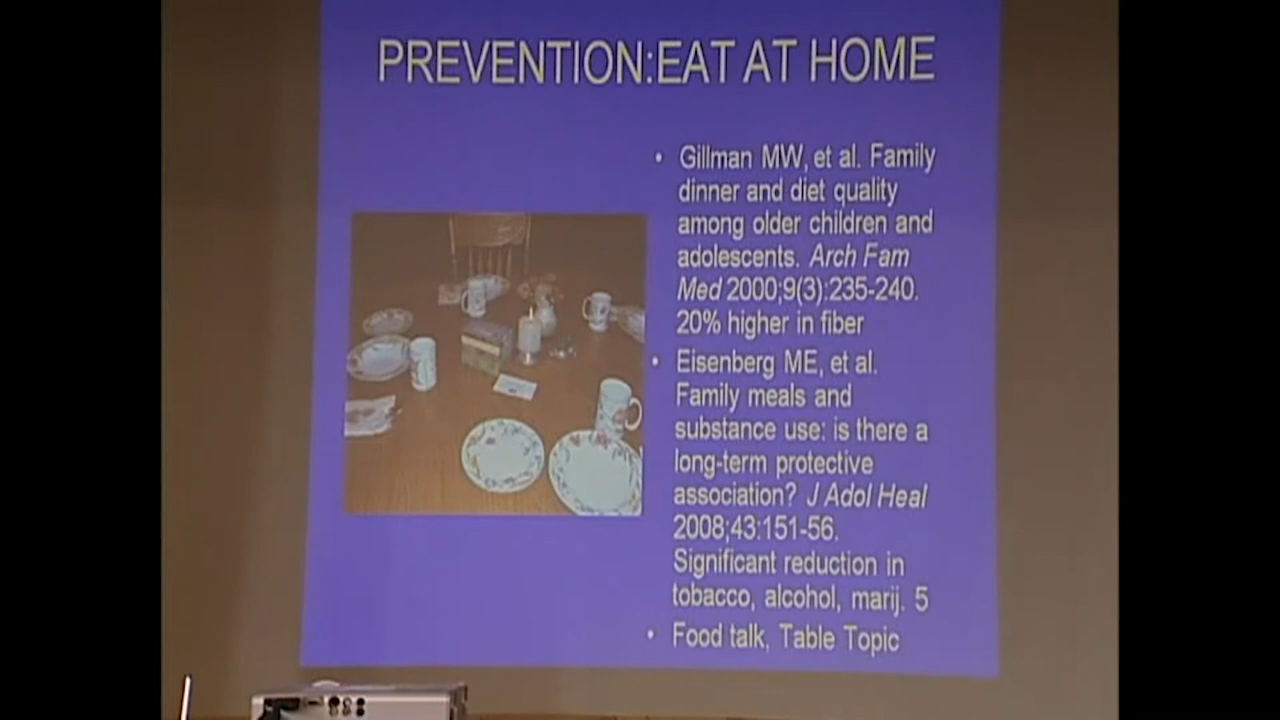 PREVENTION:EAT AT HOME
• Gillman MW, et al. Family
dinner and diet quality
among older children and
adolescents. Arch Fam
Med 2000;9(3):235-240.
20% higher in fiber
• Eisenberg ME, et al.
Family meals and
substance use: is there a
long-term protective
association? J Adol Heal
2008;43:151-56.
Significant reduction in
tobacco, alcohol, marij. 5
• Food talk, Table Topic